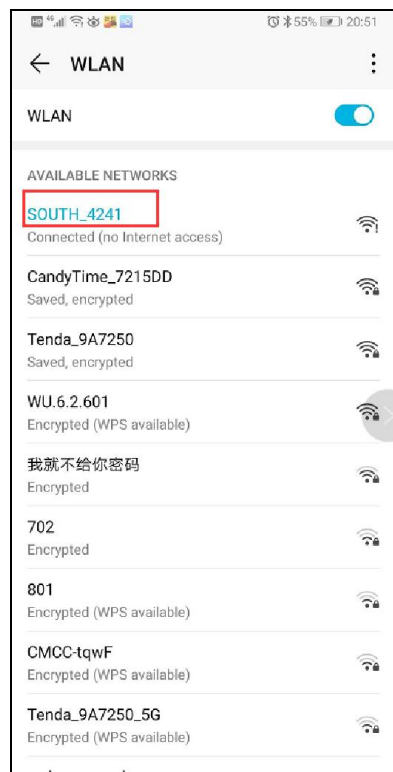 HD 4G 55% 20:51
WLAN
WLAN
AVAILABLE NETWORKS
SOUTH_4241
Connected (no Internet access)
CandyTime_7215DD
Saved, encrypted
Tenda_9A7250
Saved, encrypted
WU.6.2.601
Encrypted (WPS available)
我就不给你密码
Encrypted
702
Encrypted
801
Encrypted (WPS available)
CMCC-tqwF
Encrypted (WPS available)
Tenda_9A7250_5G
Encrypted (WPS available)